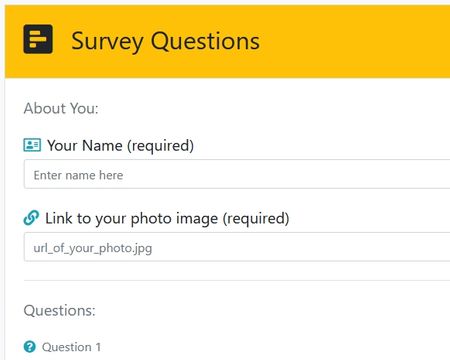 Survey Questions
About You:
Your Name (required)
Enter name here
Link to your photo image (required)
url_of_your_photo.jpg
Questions:
Question 1